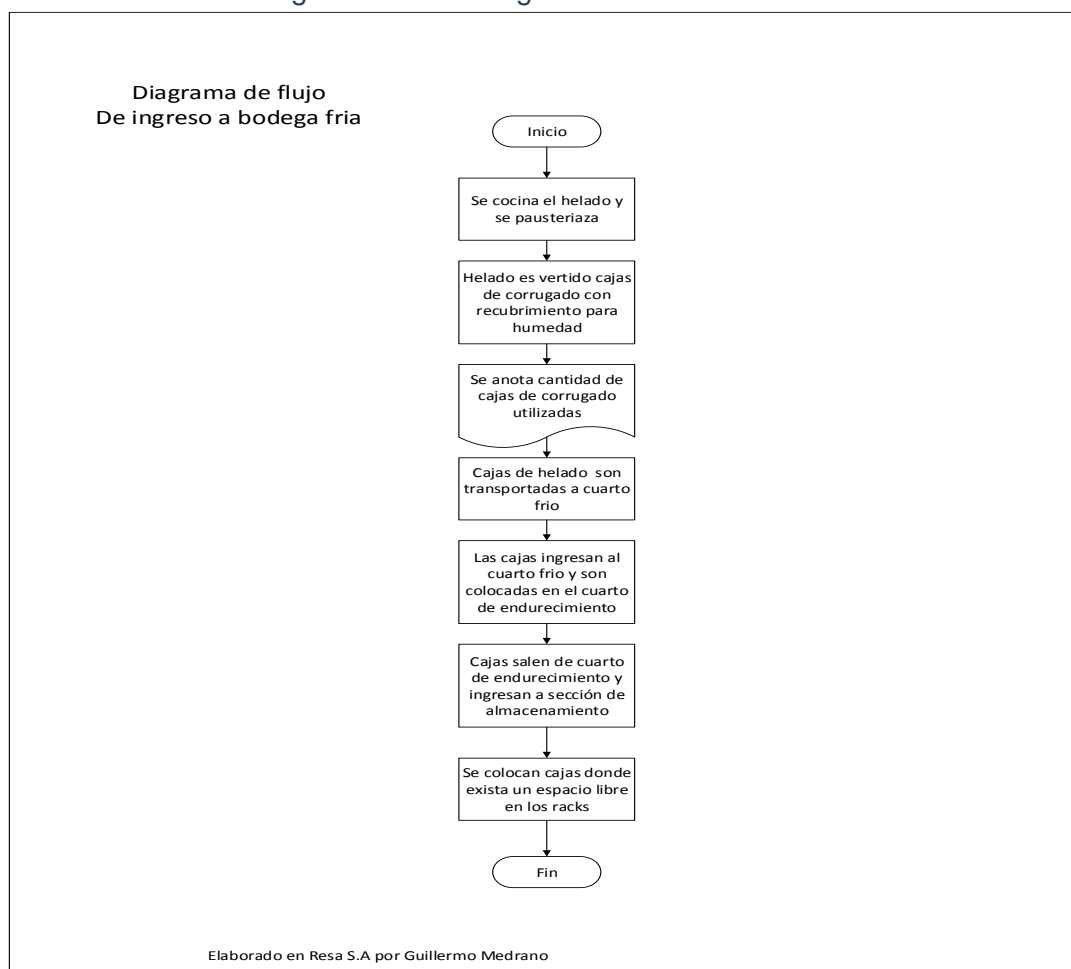 Diagrama de flujo
De ingreso a bodega fria
Inicio
Se cocina el helado y
se pausteriaza
Helado es vertido cajas
de corrugado con
recubrimiento para
humedad
Se anota cantidad de
cajas de corrugado
utilizadas
Cajas de helado son
transportadas a cuarto
frio
Las cajas ingresan al
cuarto frio y son
colocadas en el cuarto
de endurecimiento
Cajas salen de cuarto
de endurecimiento y
ingresan a sección de
almacenamiento
Se colocan cajas donde
exista un espacio libre
en los racks
Fin
Elaborado en Resa S.A por Guillermo Medrano